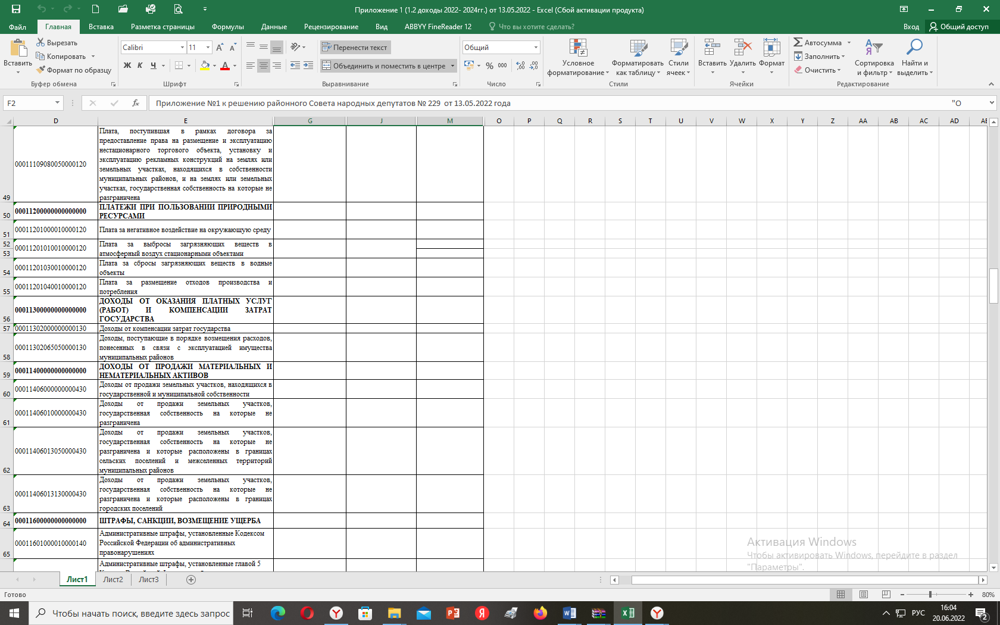 Приложение 1 (1.2 доходы 2022- 2024гг.) от 13.05.2022 - Excel (Сбой активации продукта)
Файл Главная Вставка Разметка страницы Формулы Данные Рецензирование Вид ABBYY FineReader 12 Что вы хотите сделать? Вход Общий доступ
Вставить
Вырезать
Копировать
Формат по образцу
Буфер обмена
Calibri 11
Ж К Ч
Шрифт
Перенести текст
Объединить и поместить в центре
Выравнивание
Общий
% 000
Число
Условное форматирование
Форматировать как таблицу
Стили ячеек
Стили
Вставить Удалить Формат
Ячейки
Автосумма
Заполнить
Очистить
Сортировка и фильтр
Найти и выделить
Редактирование
F2 fx Приложение №1 к решению районного Совета народных депутатов № 229 от 13.05.2022 года "О
D E G J M O P Q R S T U V W X Y Z AA AB AC AD AE
49 00011109080050000120 Плата, поступившая в рамках договора за
предоставление права на размещение и эксплуатацию
нестационарного торгового объекта, установку и
эксплуатацию рекламных конструкций на землях или
земельных участках, находящихся в собственности
муниципальных районов, и на землях или земельных
участках, государственная собственность на которые не
разграничена
50 00011200000000000000 ПЛАТЕЖИ ПРИ ПОЛЬЗОВАНИИ ПРИРОДНЫМИ
РЕСУРСАМИ
51 00011201000010000120 Плата за негативное воздействие на окружающую среду
52 00011201010010000120 Плата за выбросы загрязняющих веществ в
53 атмосферный воздух стационарными объектами
54 00011201030010000120 Плата за сбросы загрязняющих веществ в водные
объекты
55 00011201040010000120 Плата за размещение отходов производства и
потребления
56 00011300000000000000 ДОХОДЫ ОТ ОКАЗАНИЯ ПЛАТНЫХ УСЛУГ
(РАБОТ) И КОМПЕНСАЦИИ ЗАТРАТ
ГОСУДАРСТВА
57 00011302000000000130 Доходы от компенсации затрат государства
58 00011302065050000130 Доходы, поступающие в порядке возмещения расходов,
понесенных в связи с эксплуатацией имущества
муниципальных районов
59 00011400000000000000 ДОХОДЫ ОТ ПРОДАЖИ МАТЕРИАЛЬНЫХ И
НЕМАТЕРИАЛЬНЫХ АКТИВОВ
60 00011406000000000430 Доходы от продажи земельных участков, находящихся в
государственной и муниципальной собственности
61 00011406010000000430 Доходы от продажи земельных участков,
государственная собственность на которые не
разграничена
62 00011406013050000430 Доходы от продажи земельных участков,
государственная собственность на которые не
разграничена и которые расположены в границах
сельских поселений и межселенных территорий
муниципальных районов
63 00011406013130000430 Доходы от продажи земельных участков,
государственная собственность на которые не
разграничена и которые расположены в границах
городских поселений
64 00011600000000000000 ШТРАФЫ, САНКЦИИ, ВОЗМЕЩЕНИЕ УЩЕРБА
65 00011601000010000140 Административные штрафы, установленные Кодексом
Российской Федерации об административных
правонарушениях
Административные штрафы, установленные главой 5
Активация Windows
Чтобы активировать Windows, перейдите в раздел
"Параметры".
Лист1 Лист2 Лист3
Готово 80%
Чтобы начать поиск, введите здесь запрос
РУС 16:04
20.06.2022 2